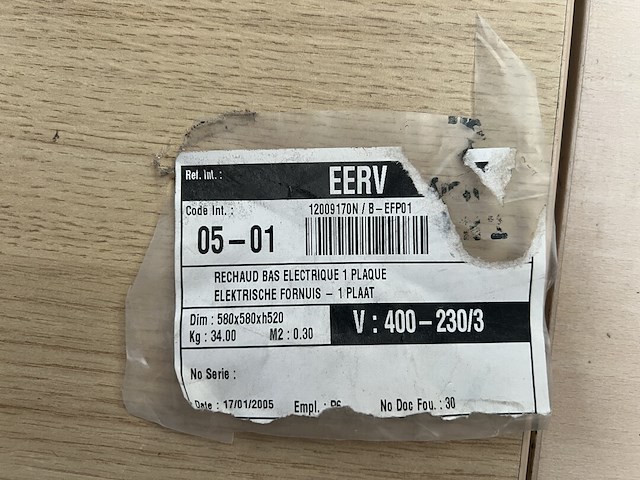 Ref. Int. : EERV
Code Int. : 12009170N / B-EFP01
05-01
RECHAUD BAS ELECTRIQUE 1 PLAQUE
ELEKTRISCHE FORNUIS - 1 PLAAT
Dim : 580x580xh520
Kg : 34.00 M2 : 0.30
V : 400-230/3
No Serie :
Date : 17/01/2005 Empl. : No Doc Fou. : 30